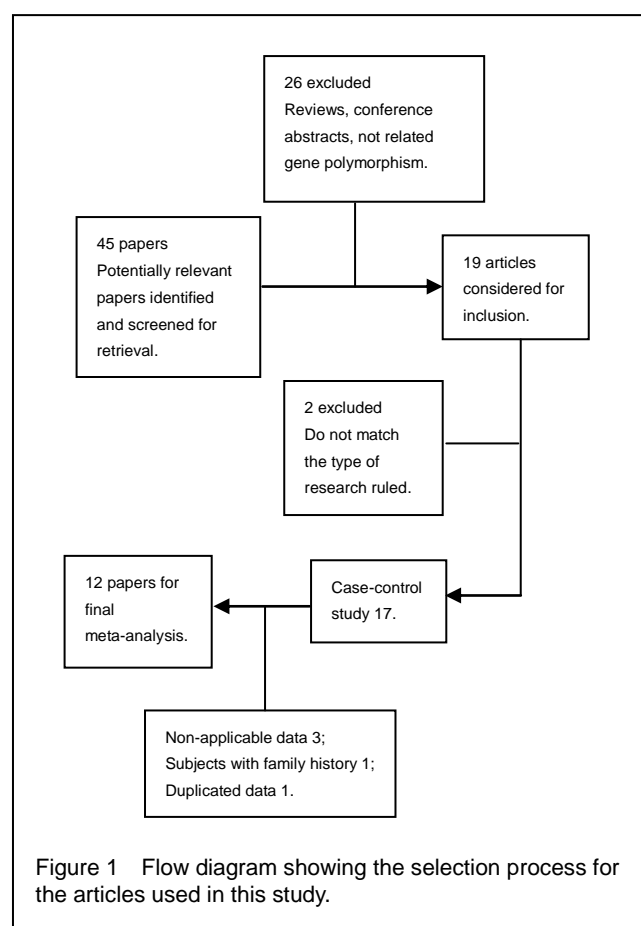 26 excluded
Reviews, conference
abstracts, not related
gene polymorphism.
45 papers
Potentially relevant
papers identified
and screened for
retrieval.
19 articles
considered for
inclusion.
2 excluded
Do not match
the type of
research ruled.
12 papers for
final
meta-analysis.
Case-control
study 17.
Non-applicable data 3;
Subjects with family history 1;
Duplicated data 1.
Figure 1 Flow diagram showing the selection process for
the articles used in this study.